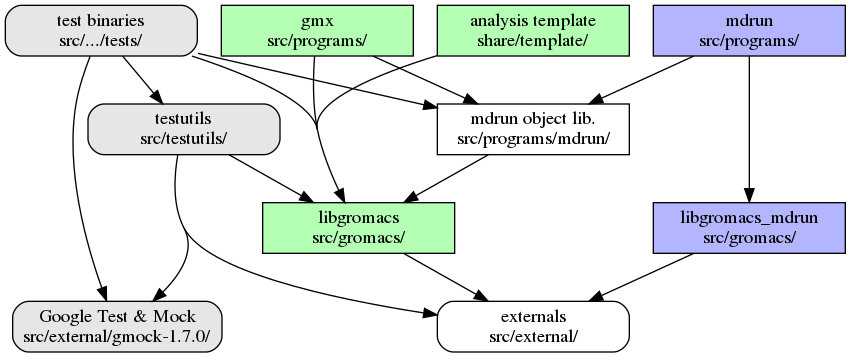 test binaries
src/.../tests/
gmx
src/programs/
analysis template
share/template/
mdrun
src/programs/
testutils
src/testutils/
mdrun object lib.
src/programs/mdrun/
libgromacs
src/gromacs/
libgromacs_mdrun
src/gromacs/
Google Test & Mock
src/external/gmock-1.7.0/
externals
src/external/